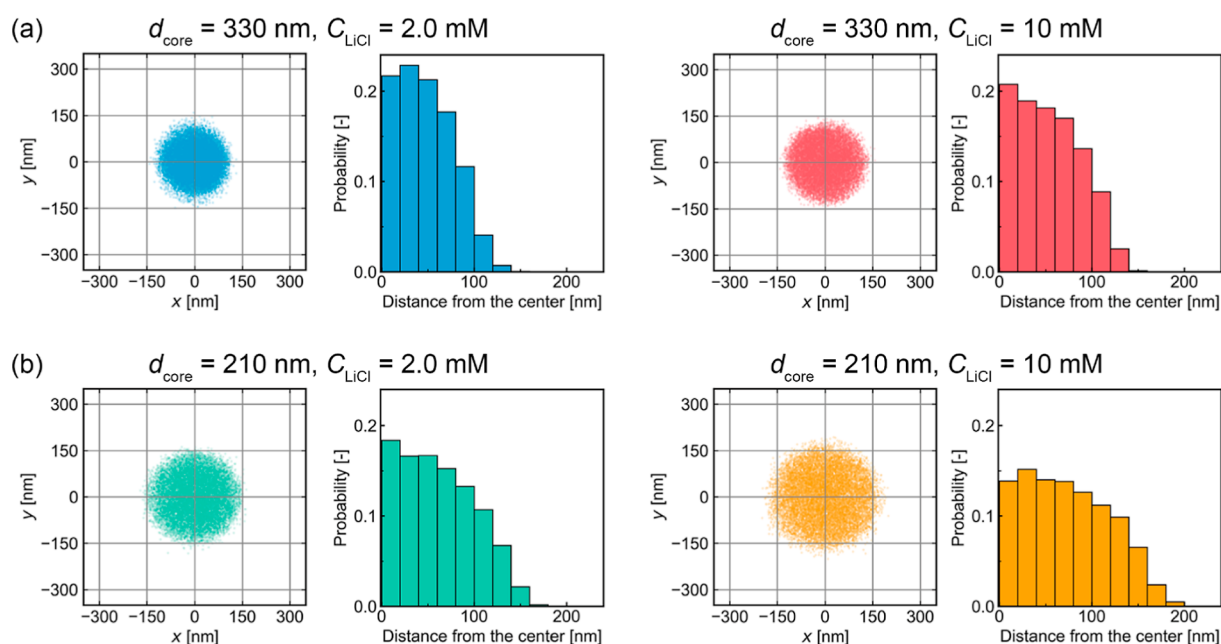 (a)
d_core = 330 nm, C_LiCl = 2.0 mM
300
150
0
−150
−300
y [nm]
−300 −150 0 150 300
x [nm]
0.2
0.1
0.0
Probability [-]
0 100 200
Distance from the center [nm]
d_core = 330 nm, C_LiCl = 10 mM
300
150
0
−150
−300
y [nm]
−300 −150 0 150 300
x [nm]
0.2
0.1
0.0
Probability [-]
0 100 200
Distance from the center [nm]
(b)
d_core = 210 nm, C_LiCl = 2.0 mM
300
150
0
−150
−300
y [nm]
−300 −150 0 150 300
x [nm]
0.2
0.1
0.0
Probability [-]
0 100 200
Distance from the center [nm]
d_core = 210 nm, C_LiCl = 10 mM
300
150
0
−150
−300
y [nm]
−300 −150 0 150 300
x [nm]
0.2
0.1
0.0
Probability [-]
0 100 200
Distance from the center [nm]